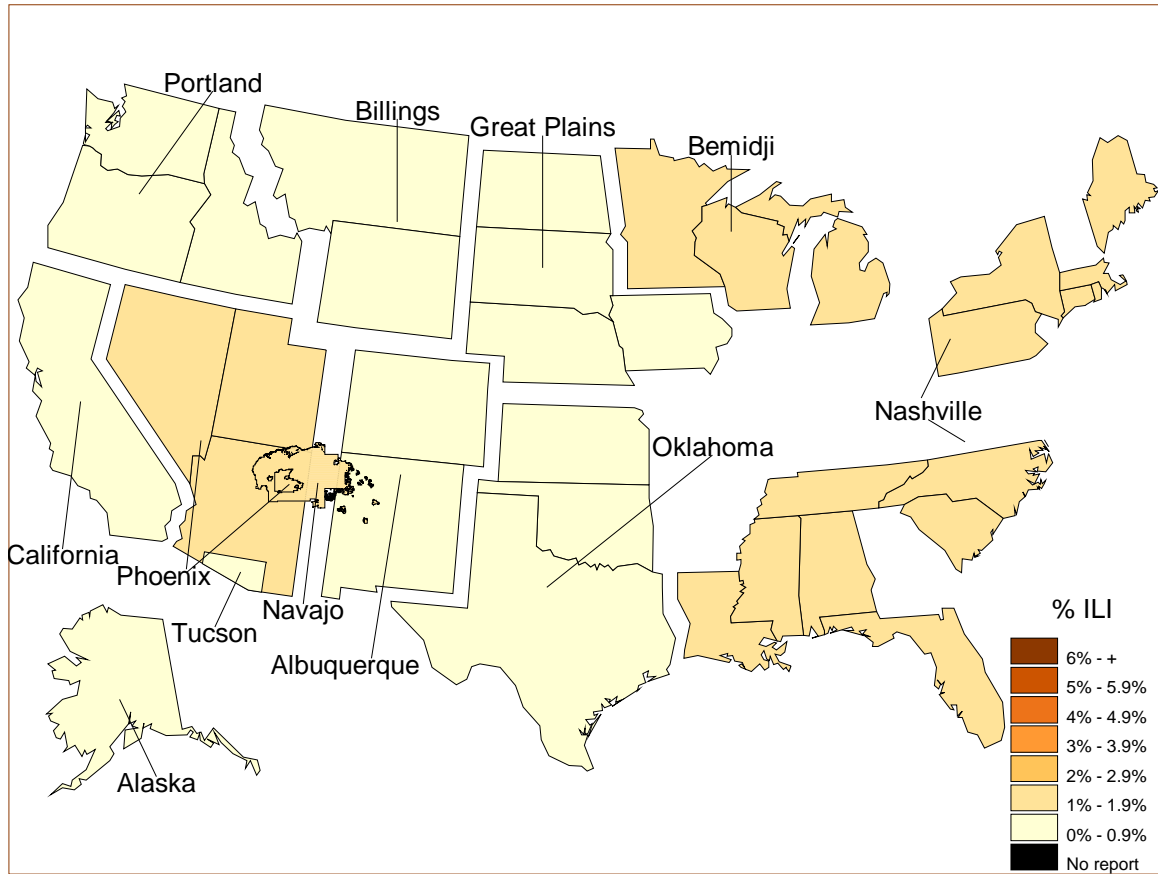 Portland
Billings
Great Plains
Bemidji
Nashville
Oklahoma
California
Phoenix
Navajo
Tucson
Albuquerque
Alaska
% ILI
6% - +
5% - 5.9%
4% - 4.9%
3% - 3.9%
2% - 2.9%
1% - 1.9%
0% - 0.9%
No report